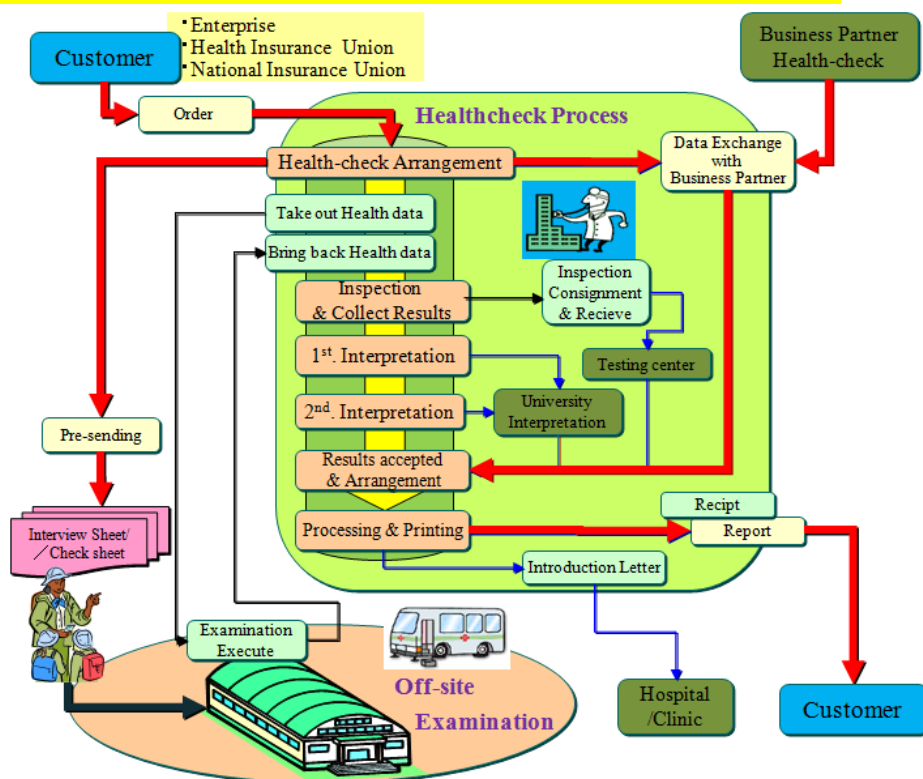 Customer
・Enterprise
・Health Insurance Union
・National Insurance Union
Business Partner
Health-check
Order
Healthcheck Process
Health-check Arrangement
Data Exchange
with
Business Partner
Take out Health data
Bring back Health data
Inspection
& Collect Results
Inspection
Consignment
& Recieve
1st. Interpretation
Testing center
2nd. Interpretation
University
Interpretation
Pre-sending
Results accepted
& Arrangement
Processing & Printing
Recipt
Report
Interview Sheet/
／Check sheet
Introduction Letter
Examination
Execute
Off-site
Examination
Hospital
/Clinic
Customer